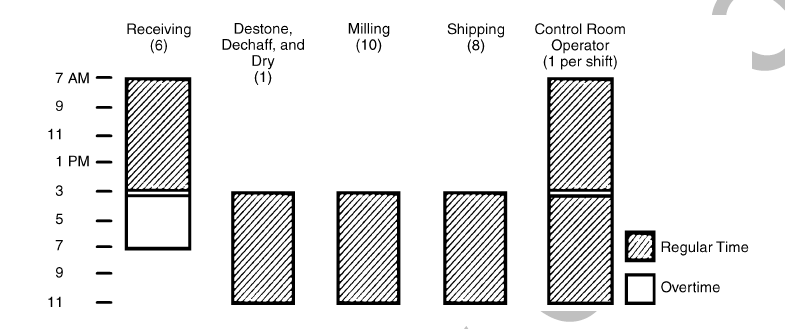 Receiving
(6)
Destone,
Dechaff, and
Dry
(1)
Milling
(10)
Shipping
(8)
Control Room
Operator
(1 per shift)
7 AM
9
11
1 PM
3
5
7
9
11
Regular Time
Overtime